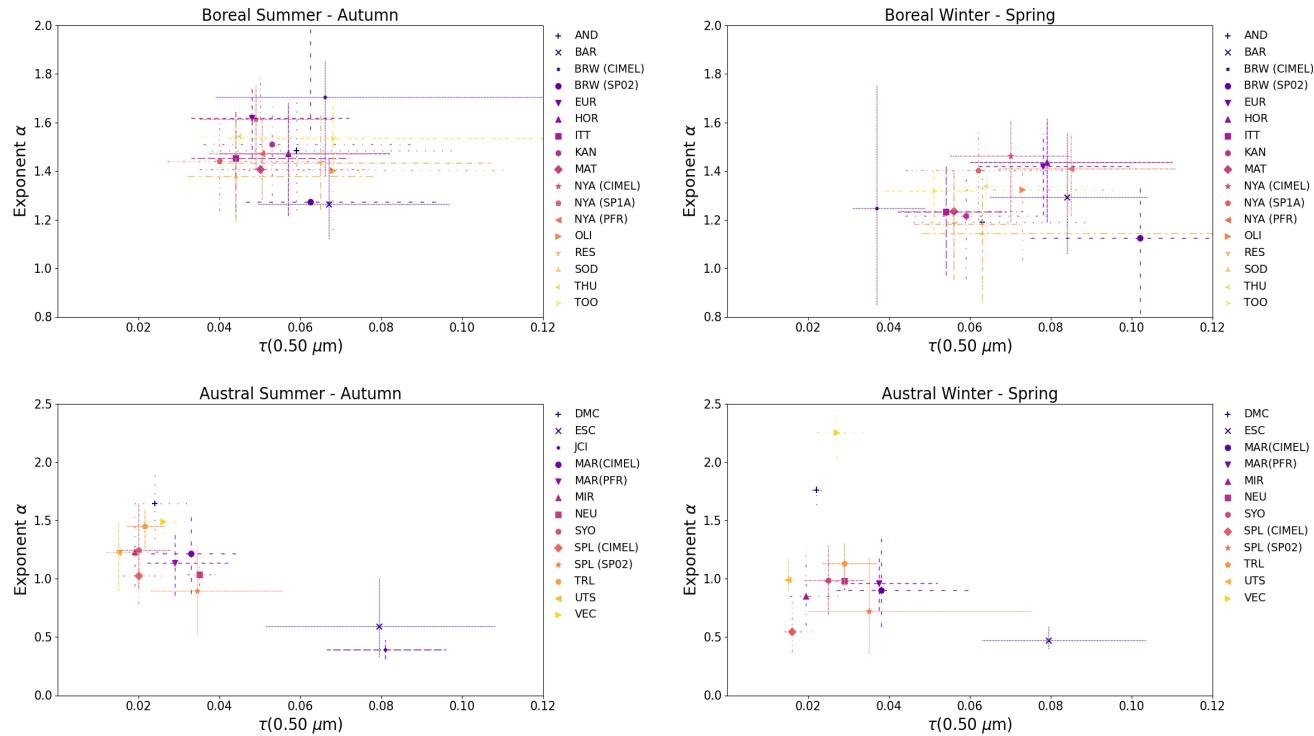 Boreal Summer - Autumn
Exponent α
2.0
1.8
1.6
1.4
1.2
1.0
0.8
0.02
0.04
0.06
0.08
0.10
0.12
τ(0.50 μm)
AND
BAR
BRW (CIMEL)
BRW (SP02)
EUR
HOR
ITT
KAN
MAT
NYA (CIMEL)
NYA (SP1A)
NYA (PFR)
OLI
RES
SOD
THU
TOO
Boreal Winter - Spring
Exponent α
2.0
1.8
1.6
1.4
1.2
1.0
0.8
0.02
0.04
0.06
0.08
0.10
0.12
τ(0.50 μm)
AND
BAR
BRW (CIMEL)
BRW (SP02)
EUR
HOR
ITT
KAN
MAT
NYA (CIMEL)
NYA (SP1A)
NYA (PFR)
OLI
RES
SOD
THU
TOO
Austral Summer - Autumn
Exponent α
2.5
2.0
1.5
1.0
0.5
0.0
0.02
0.04
0.06
0.08
0.10
0.12
τ(0.50 μm)
DMC
ESC
JCI
MAR(CIMEL)
MAR(PFR)
MIR
NEU
SYO
SPL (CIMEL)
SPL (SP02)
TRL
UTS
VEC
Austral Winter - Spring
Exponent α
2.5
2.0
1.5
1.0
0.5
0.0
0.02
0.04
0.06
0.08
0.10
0.12
τ(0.50 μm)
DMC
ESC
MAR(CIMEL)
MAR(PFR)
MIR
NEU
SYO
SPL (CIMEL)
SPL (SP02)
TRL
UTS
VEC